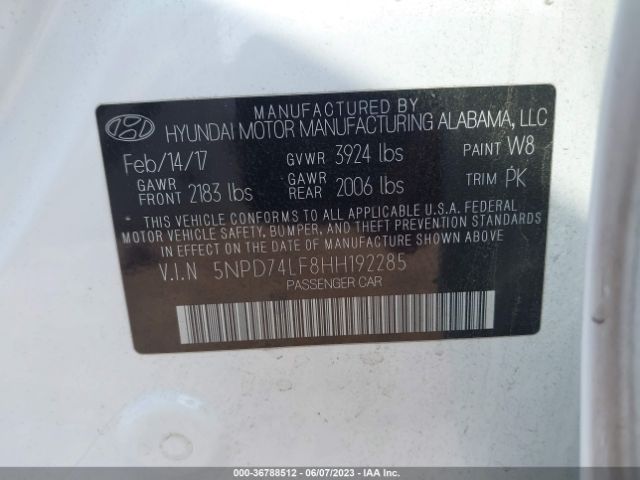 MANUFACTURED BY
HYUNDAI MOTOR MANUFACTURING ALABAMA, LLC
Feb/14/17 GVWR 3924 lbs PAINT W8
GAWR FRONT 2183 lbs GAWR REAR 2006 lbs TRIM PK
THIS VEHICLE CONFORMS TO ALL APPLICABLE U.S.A. FEDERAL
MOTOR VEHICLE SAFETY, BUMPER, AND THEFT PREVENTION STANDARDS
IN EFFECT ON THE DATE OF MANUFACTURE SHOWN ABOVE
V.I.N 5NPD74LF8HH192285
PASSENGER CAR
000-36788512 - 06/07/2023 - IAA Inc.